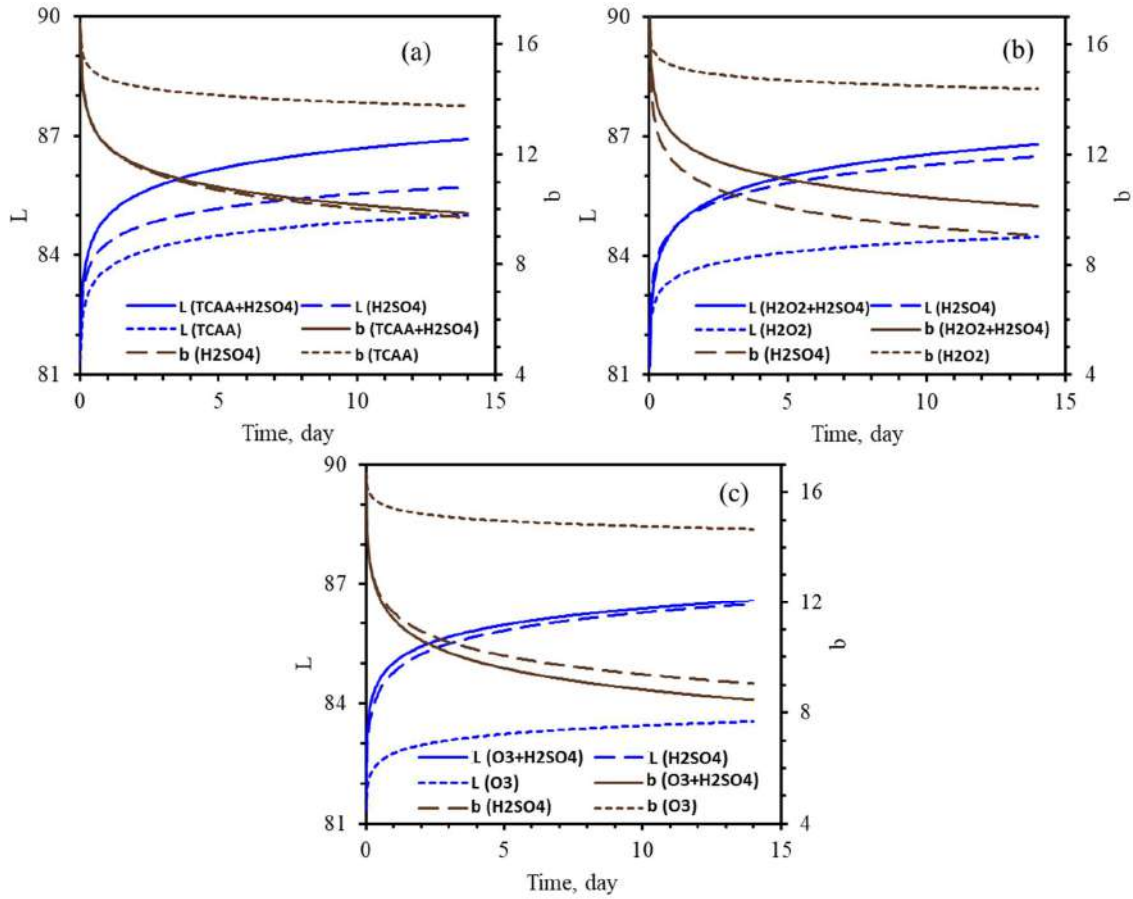 (a)
90
87
84
81
L
16
12
8
4
b
L (TCAA+H2SO4) L (H2SO4)
L (TCAA) b (TCAA+H2SO4)
b (H2SO4) b (TCAA)
0 5 10 15
Time, day
(b)
90
87
84
81
L
16
12
8
4
b
L (H2O2+H2SO4) L (H2SO4)
L (H2O2) b (H2O2+H2SO4)
b (H2SO4) b (H2O2)
0 5 10 15
Time, day
(c)
90
87
84
81
L
16
12
8
4
b
L (O3+H2SO4) L (H2SO4)
L (O3) b (O3+H2SO4)
b (H2SO4) b (O3)
0 5 10 15
Time, day